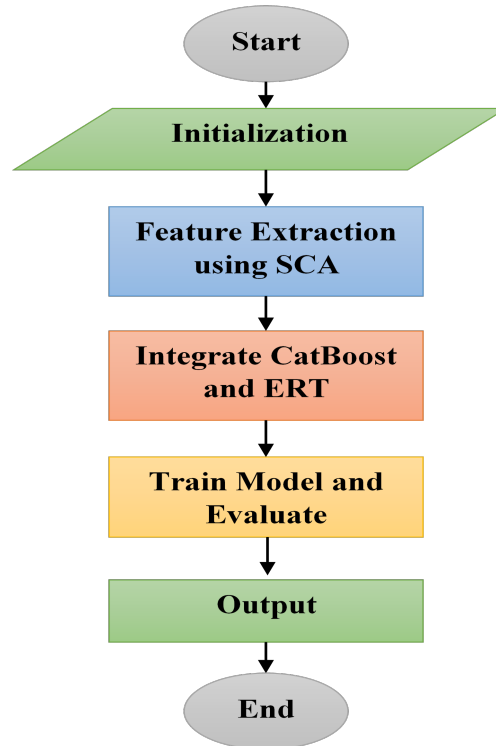 Start
Initialization
Feature Extraction
using SCA
Integrate CatBoost
and ERT
Train Model and
Evaluate
Output
End